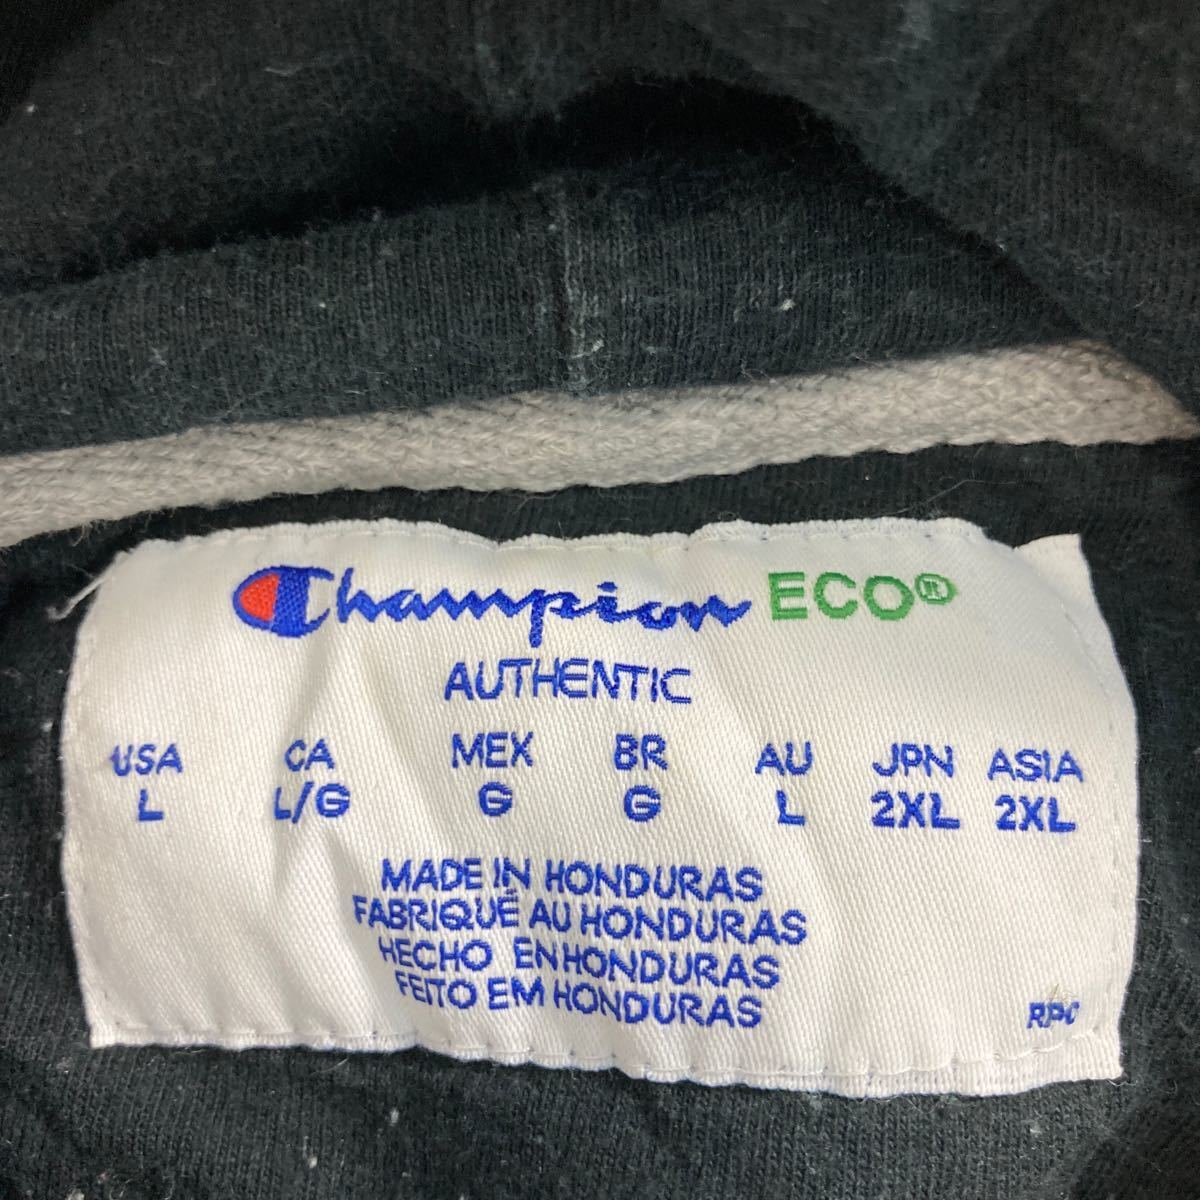 Champion ECO®
AUTHENTIC
USA CA MEX BR AU JPN ASIA
L L/G G G L 2XL 2XL
MADE IN HONDURAS
FABRIQUÉ AU HONDURAS
HECHO EN HONDURAS
FEITO EM HONDURAS
RPC